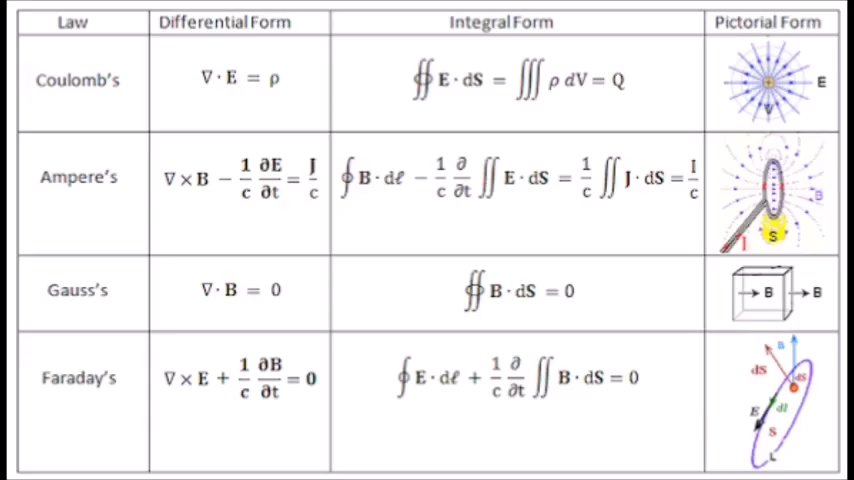 Law Differential Form Integral Form Pictorial Form
Coulomb's ∇ · E = ρ ∯ E · dS = ∭ ρ dV = Q E
Ampere's ∇ × B − 1/c ∂E/∂t = J/c ∮ B · dℓ − 1/c ∂/∂t ∬ E · dS = 1/c ∬ J · dS = I/c B I S
Gauss's ∇ · B = 0 ∯ B · dS = 0 B B
Faraday's ∇ × E + 1/c ∂B/∂t = 0 ∮ E · dℓ + 1/c ∂/∂t ∬ B · dS = 0 B dS dS E dl S L